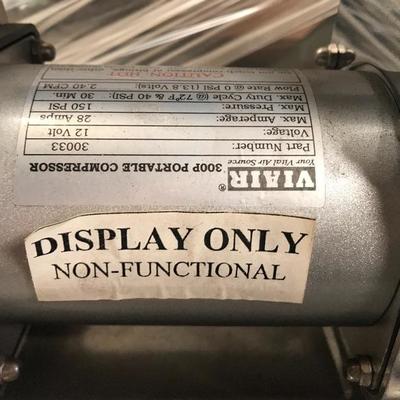 VIAIR®
Your Vital Air Source
300P PORTABLE COMPRESSOR
Part Number: 30033
Voltage: 12 Volt
Max. Amperage: 28 Amps
Max. Pressure: 150 PSI
Max. Duty Cycle (@ 72°F & 40 PSI): 30 Min.
Flow Rate @ 0 PSI (13.8 Volts): 2.40 CFM
CAUTION HOT
DISPLAY ONLY
NON-FUNCTIONAL